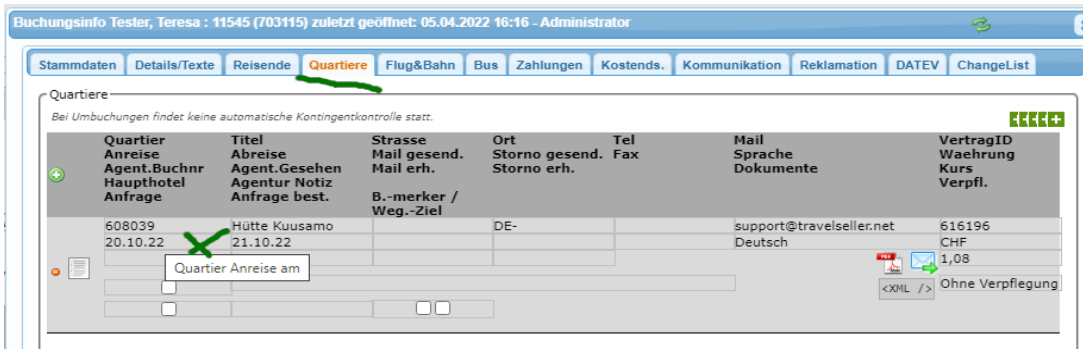 Buchungsinfo Tester, Teresa : 11545 (703115) zuletzt geöffnet: 05.04.2022 16:16 - Administrator
Stammdaten Details/Texte Reisende Quartiere Flug&Bahn Bus Zahlungen Kostends. Kommunikation Reklamation DATEV ChangeList
Quartiere
Bei Umbuchungen findet keine automatische Kontingentkontrolle statt.
Quartier Titel Strasse Ort Tel Mail VertragID
Anreise Abreise Mail gesend. Storno gesend. Fax Sprache Waehrung
Agent.Buchnr Agent.Gesehen Mail erh. Storno erh. Dokumente Kurs
Haupthotel Agentur Notiz Verpfl.
Anfrage Anfrage best. B.-merker /
Weg.-Ziel
608039 Hütte Kuusamo DE- support@travelseller.net 616196
20.10.22 21.10.22 Deutsch CHF
PDF 1,08
Quartier Anreise am
<XML /> Ohne Verpflegung